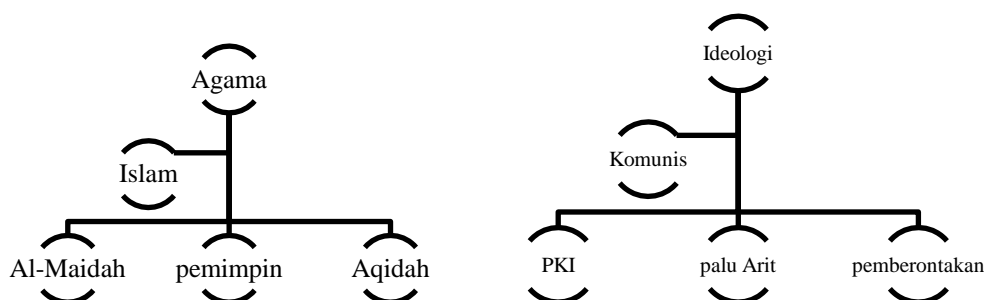 Agama
Islam
Al-Maidah
pemimpin
Aqidah
Ideologi
Komunis
PKI
palu Arit
pemberontakan